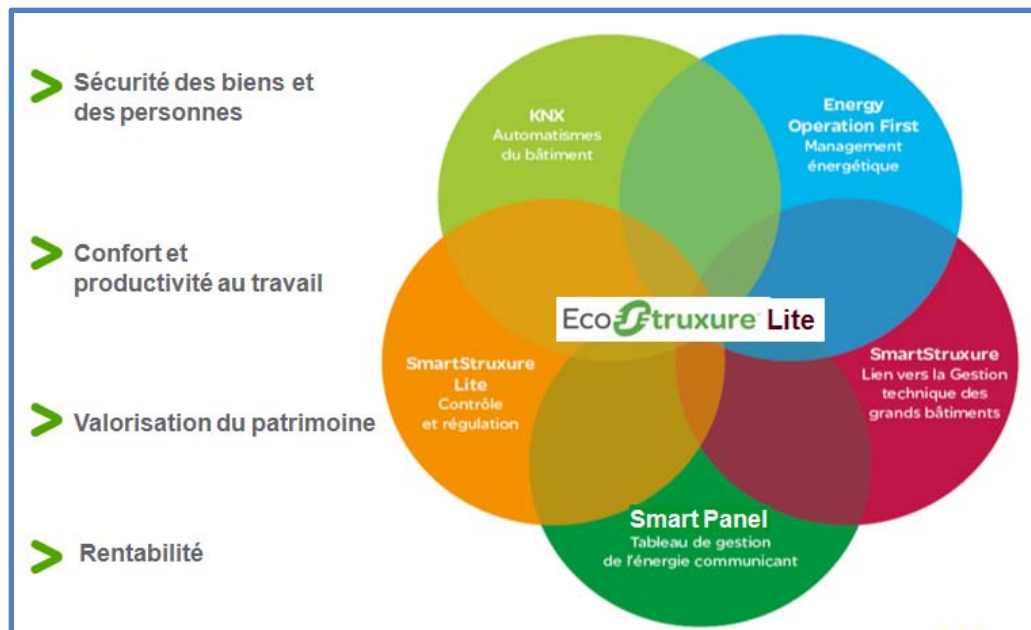 Sécurité des biens et
des personnes
Confort et
productivité au travail
Valorisation du patrimoine
Rentabilité
KNX
Automatismes
du bâtiment
Energy
Operation First
Management
énergétique
EcoStruxure Lite
SmartStruxure
Lite
Contrôle
et régulation
SmartStruxure
Lien vers la Gestion
technique des
grands bâtiments
Smart Panel
Tableau de gestion
de l'énergie communicant